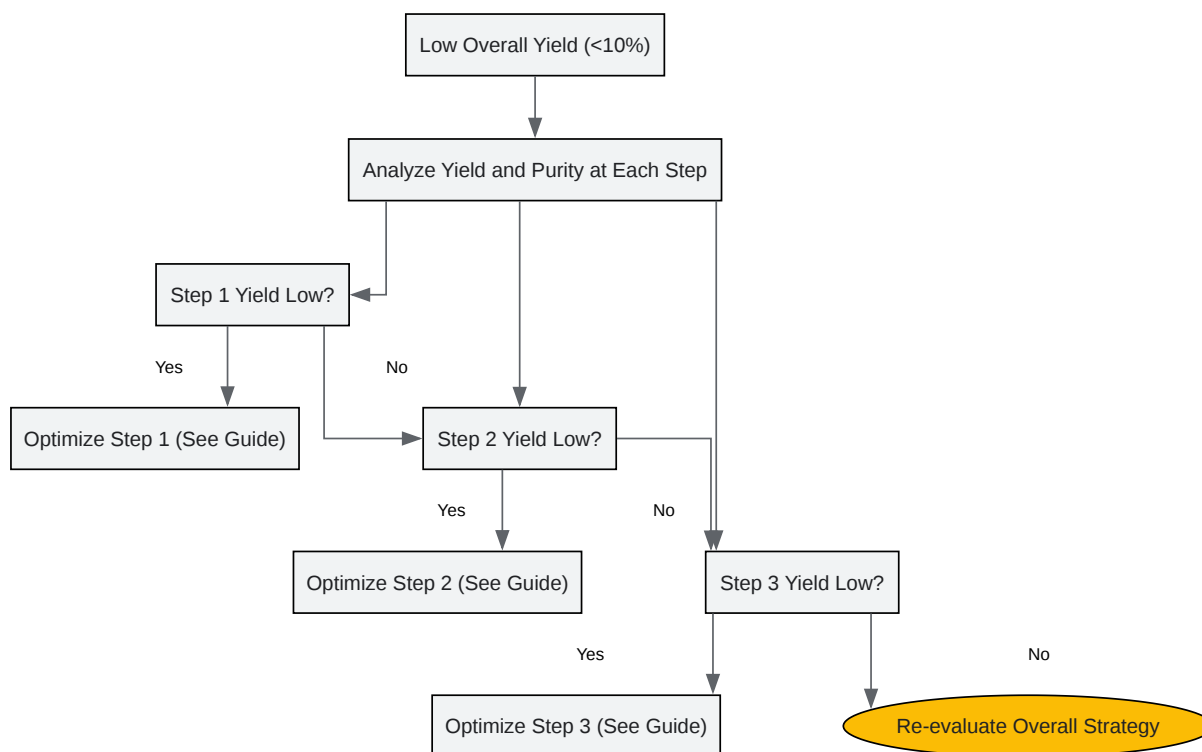 Low Overall Yield (<10%)
Analyze Yield and Purity at Each Step
Step 1 Yield Low?
Yes
No
Optimize Step 1 (See Guide)
Step 2 Yield Low?
Yes
No
Optimize Step 2 (See Guide)
Step 3 Yield Low?
Yes
No
Optimize Step 3 (See Guide)
Re-evaluate Overall Strategy